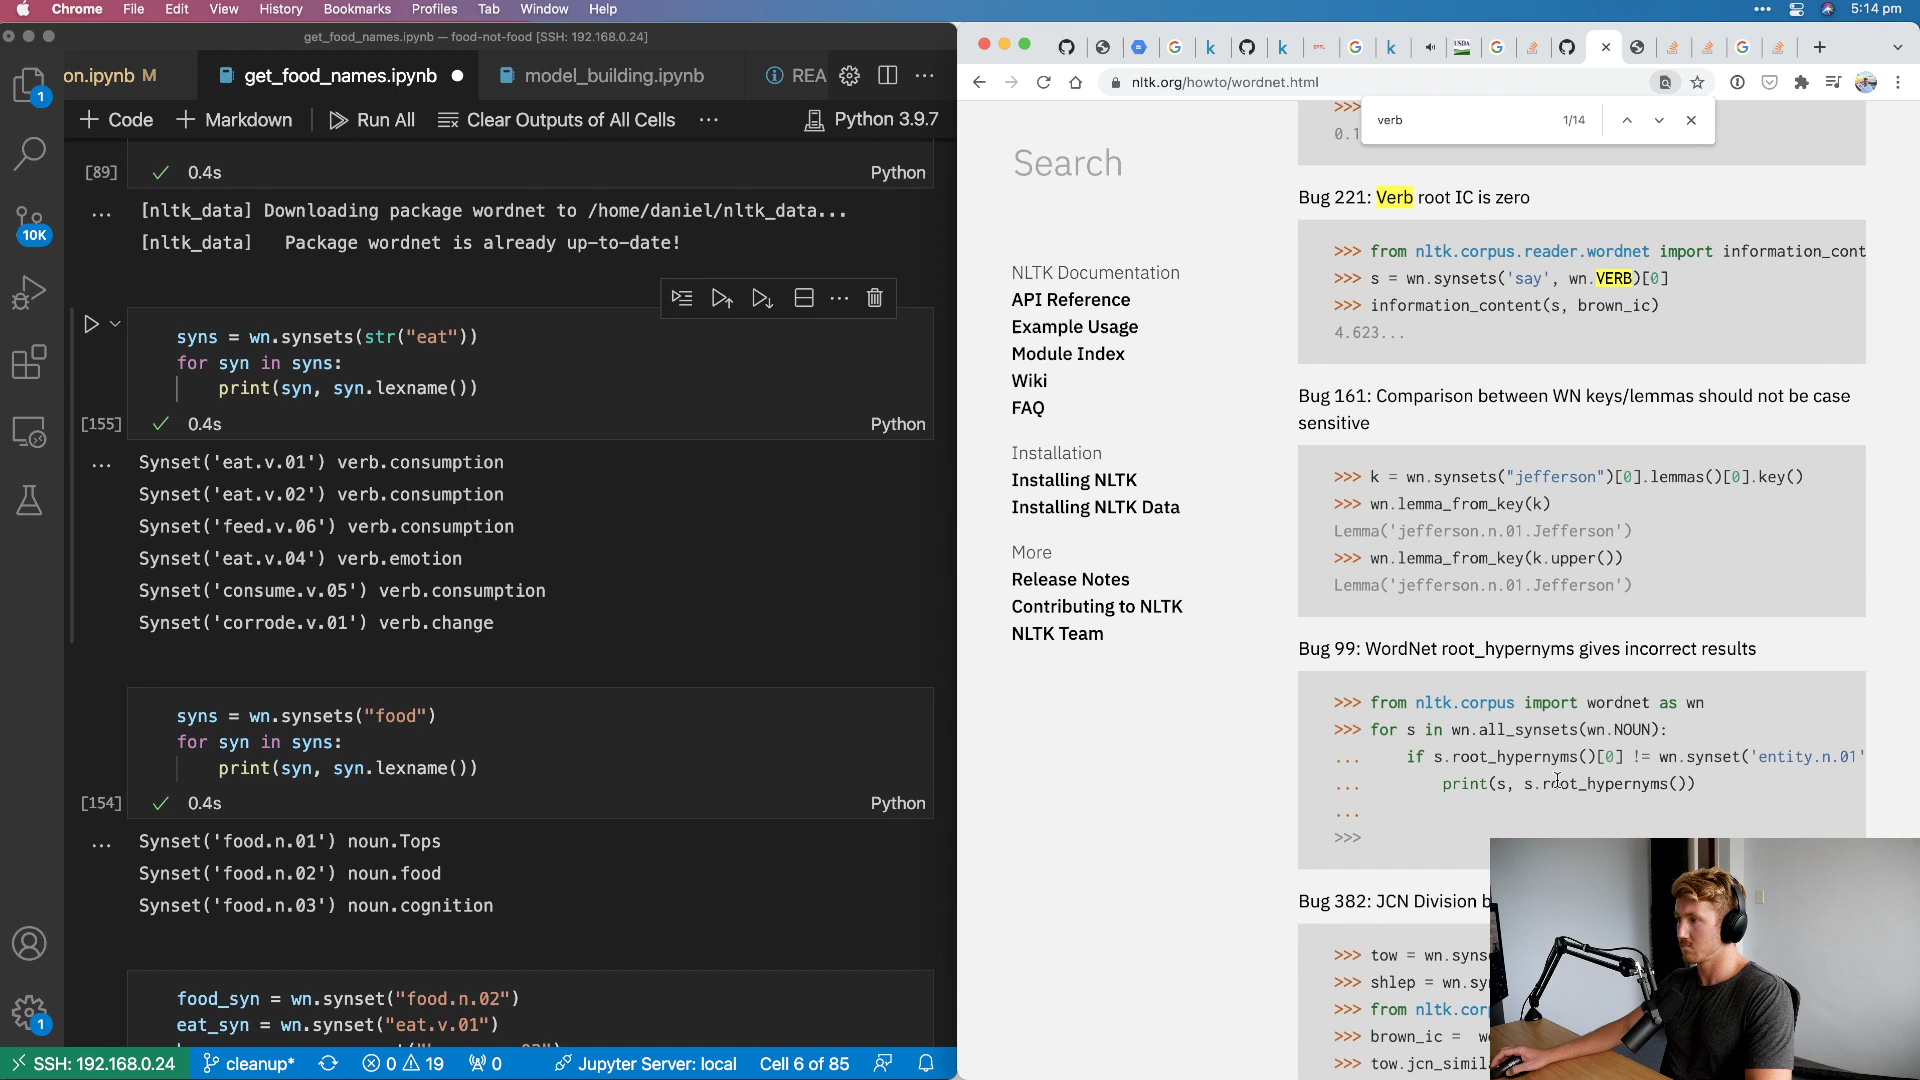 Chrome File Edit View History Bookmarks Profiles Tab Window Help
5:14 pm
get_food_names.ipynb — food-not-food [SSH: 192.168.0.24]
on.ipynb M
get_food_names.ipynb
model_building.ipynb
REA
+ Code + Markdown
Run All
Clear Outputs of All Cells
Python 3.9.7
[89]
0.4s
Python
[nltk_data] Downloading package wordnet to /home/daniel/nltk_data...
[nltk_data]   Package wordnet is already up-to-date!
syns = wn.synsets(str("eat"))
for syn in syns:
    print(syn, syn.lexname())
[155]
0.4s
Python
Synset('eat.v.01') verb.consumption
Synset('eat.v.02') verb.consumption
Synset('feed.v.06') verb.consumption
Synset('eat.v.04') verb.emotion
Synset('consume.v.05') verb.consumption
Synset('corrode.v.01') verb.change
syns = wn.synsets("food")
for syn in syns:
    print(syn, syn.lexname())
[154]
0.4s
Python
Synset('food.n.01') noun.Tops
Synset('food.n.02') noun.food
Synset('food.n.03') noun.cognition
food_syn = wn.synset("food.n.02")
eat_syn = wn.synset("eat.v.01")
1
10K
1
SSH: 192.168.0.24
cleanup*
0
19
0
Jupyter Server: local
Cell 6 of 85
nltk.org/howto/wordnet.html
verb
1/14
USDA
Search
NLTK Documentation
API Reference
Example Usage
Module Index
Wiki
FAQ
Installation
Installing NLTK
Installing NLTK Data
More
Release Notes
Contributing to NLTK
NLTK Team
>>>
0.1
Bug 221: Verb root IC is zero
>>> from nltk.corpus.reader.wordnet import information_cont
>>> s = wn.synsets('say', wn.VERB)[0]
>>> information_content(s, brown_ic)
4.623...
Bug 161: Comparison between WN keys/lemmas should not be case
sensitive
>>> k = wn.synsets("jefferson")[0].lemmas()[0].key()
>>> wn.lemma_from_key(k)
Lemma('jefferson.n.01.Jefferson')
>>> wn.lemma_from_key(k.upper())
Lemma('jefferson.n.01.Jefferson')
Bug 99: WordNet root_hypernyms gives incorrect results
>>> from nltk.corpus import wordnet as wn
>>> for s in wn.all_synsets(wn.NOUN):
...     if s.root_hypernyms()[0] != wn.synset('entity.n.01'
...         print(s, s.root_hypernyms())
...
>>>
Bug 382: JCN Division b
>>> tow = wn.syns
>>> shlep = wn.sy
>>> from nltk.cor
>>> brown_ic = w
>>> tow.jcn_simil